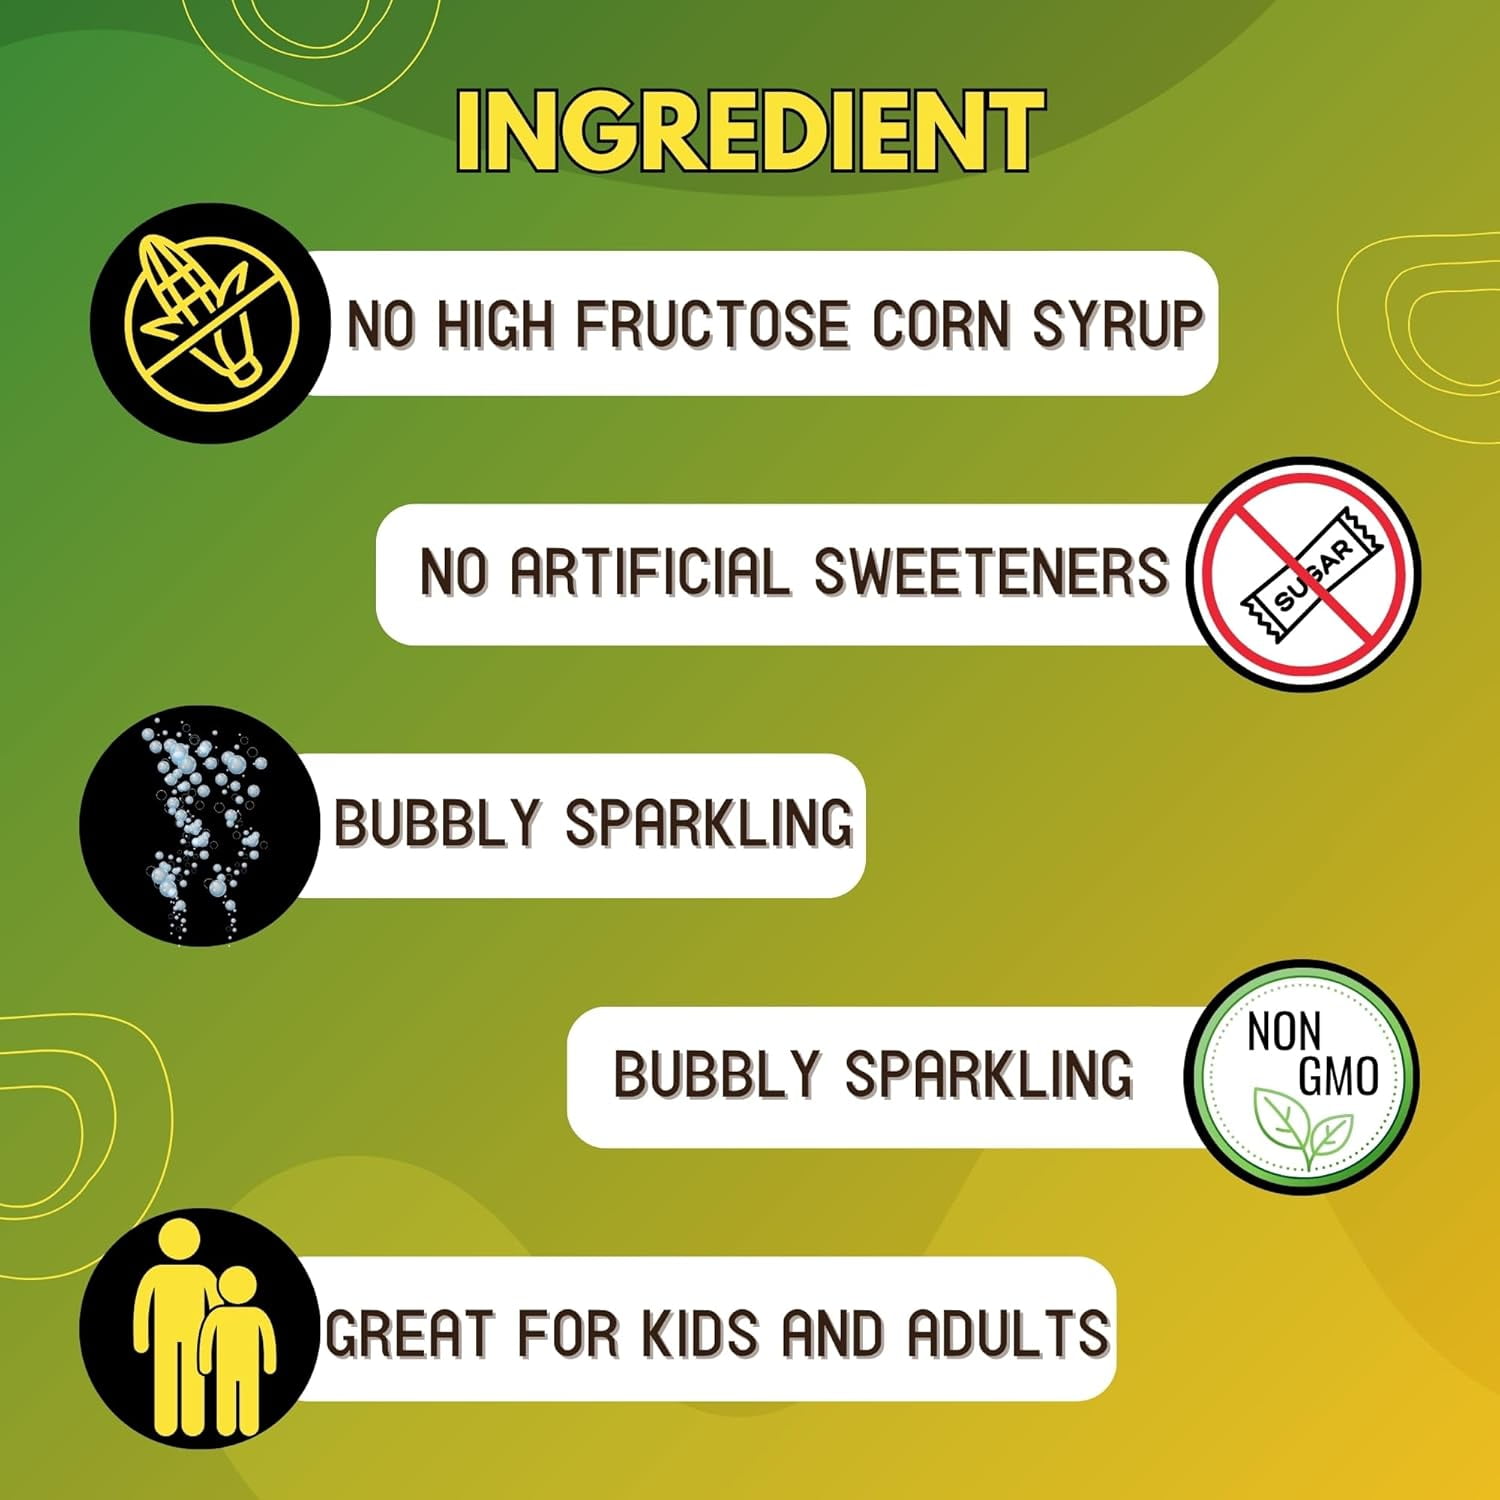 INGREDIENT
NO HIGH FRUCTOSE CORN SYRUP
NO ARTIFICIAL SWEETENERS
SUGAR
BUBBLY SPARKLING
BUBBLY SPARKLING
NON
GMO
GREAT FOR KIDS AND ADULTS